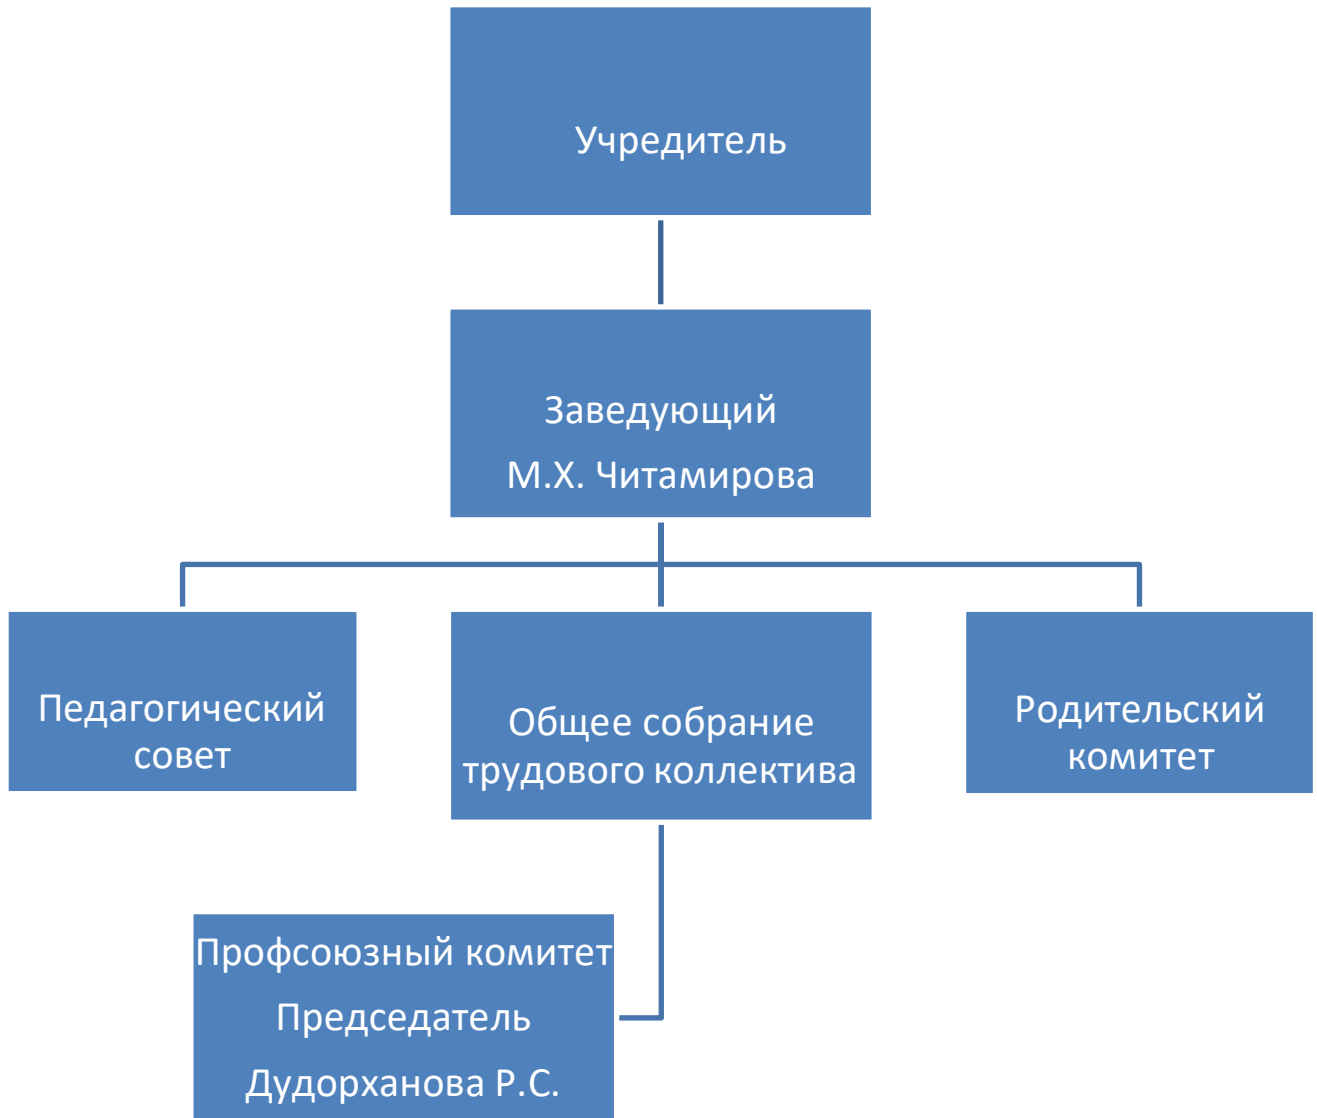 Учредитель
Заведующий
М.Х. Читамирова
Педагогический
совет
Общее собрание
трудового коллектива
Родительский
комитет
Профсоюзный комитет
Председатель
Дудорханова Р.С.